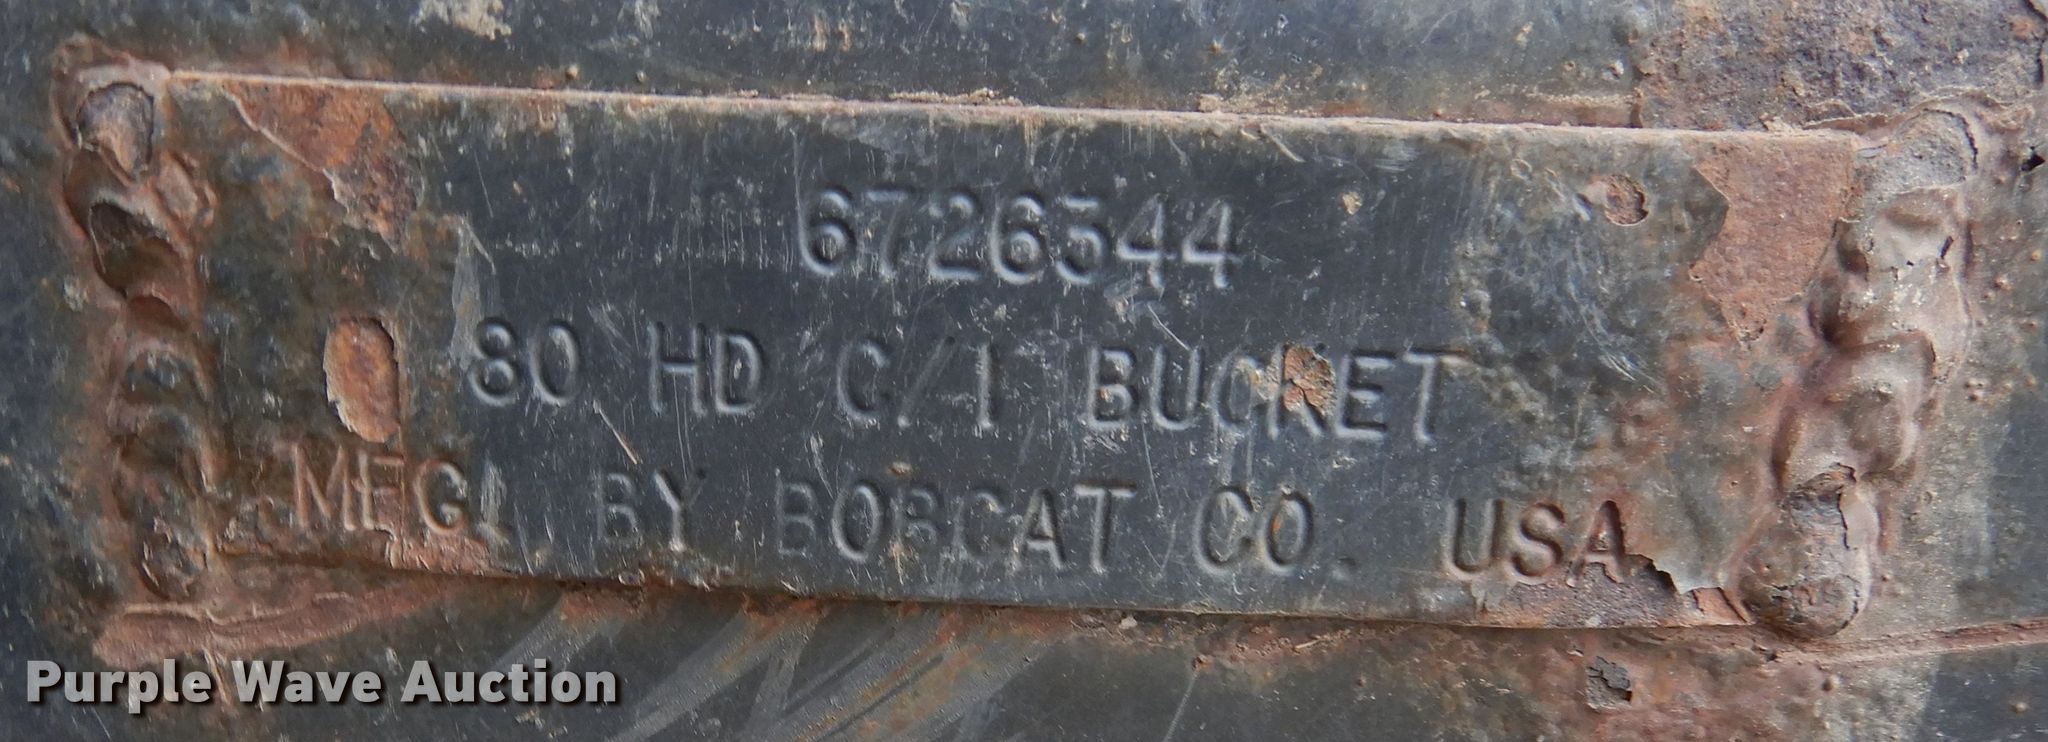 6726344
80 HD C/I BUCKET
MFG. BY BOBCAT CO. USA
Purple Wave Auction